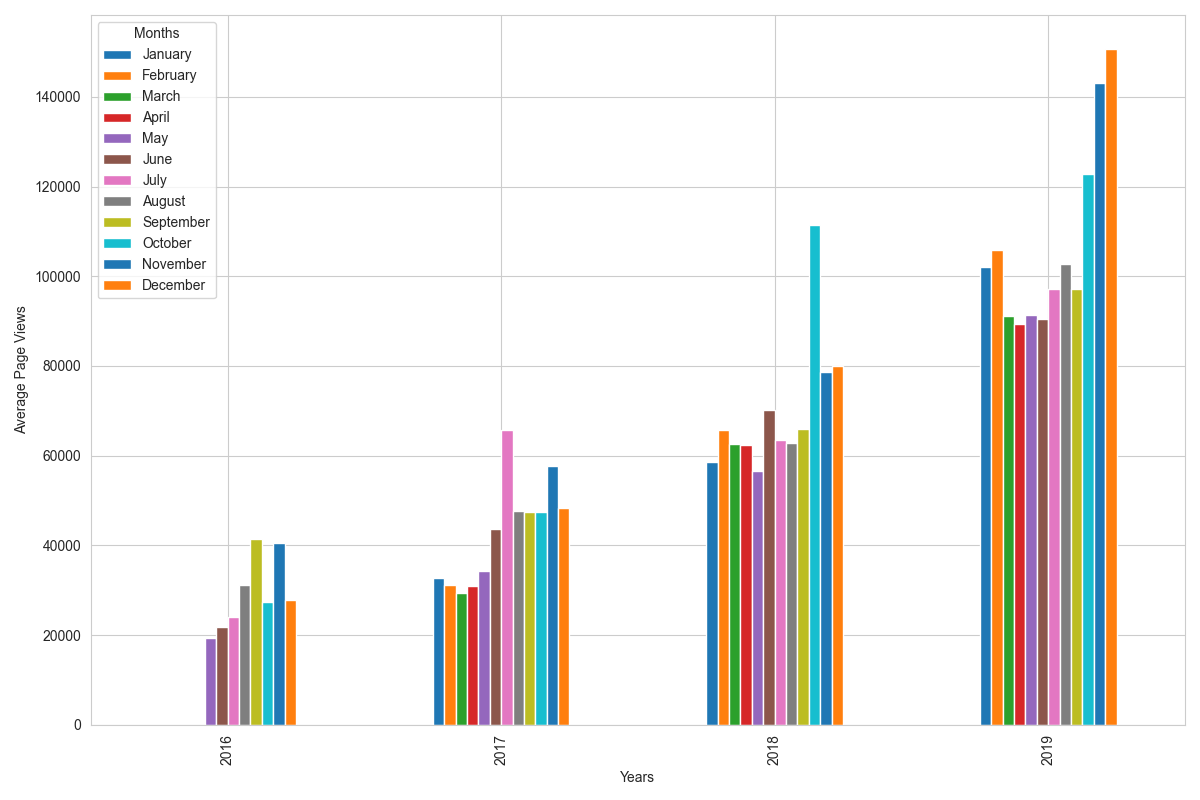 Months
January
February
March
April
May
June
July
August
September
October
November
December
140000
120000
100000
80000
60000
40000
20000
0
Average Page Views
2016
2017
2018
2019
Years